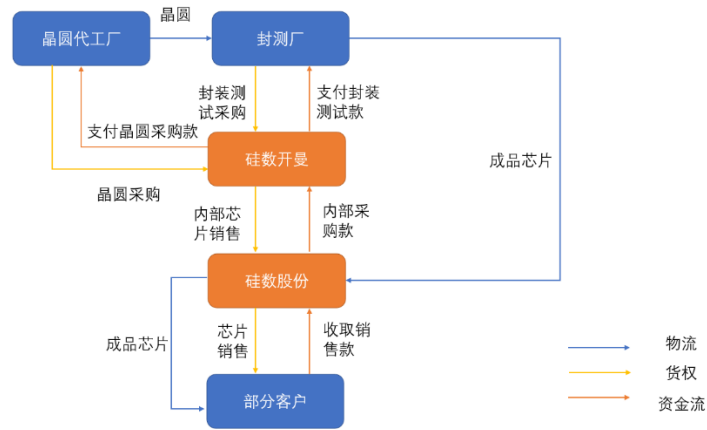 晶圆
晶圆代工厂
封测厂
封装测
试采购
支付封装
测试款
支付晶圆采购款
硅数开曼
成品芯片
晶圆采购
内部芯
片销售
内部采
购款
硅数股份
成品芯片
芯片
销售
收取销
售款
部分客户
物流
货权
资金流